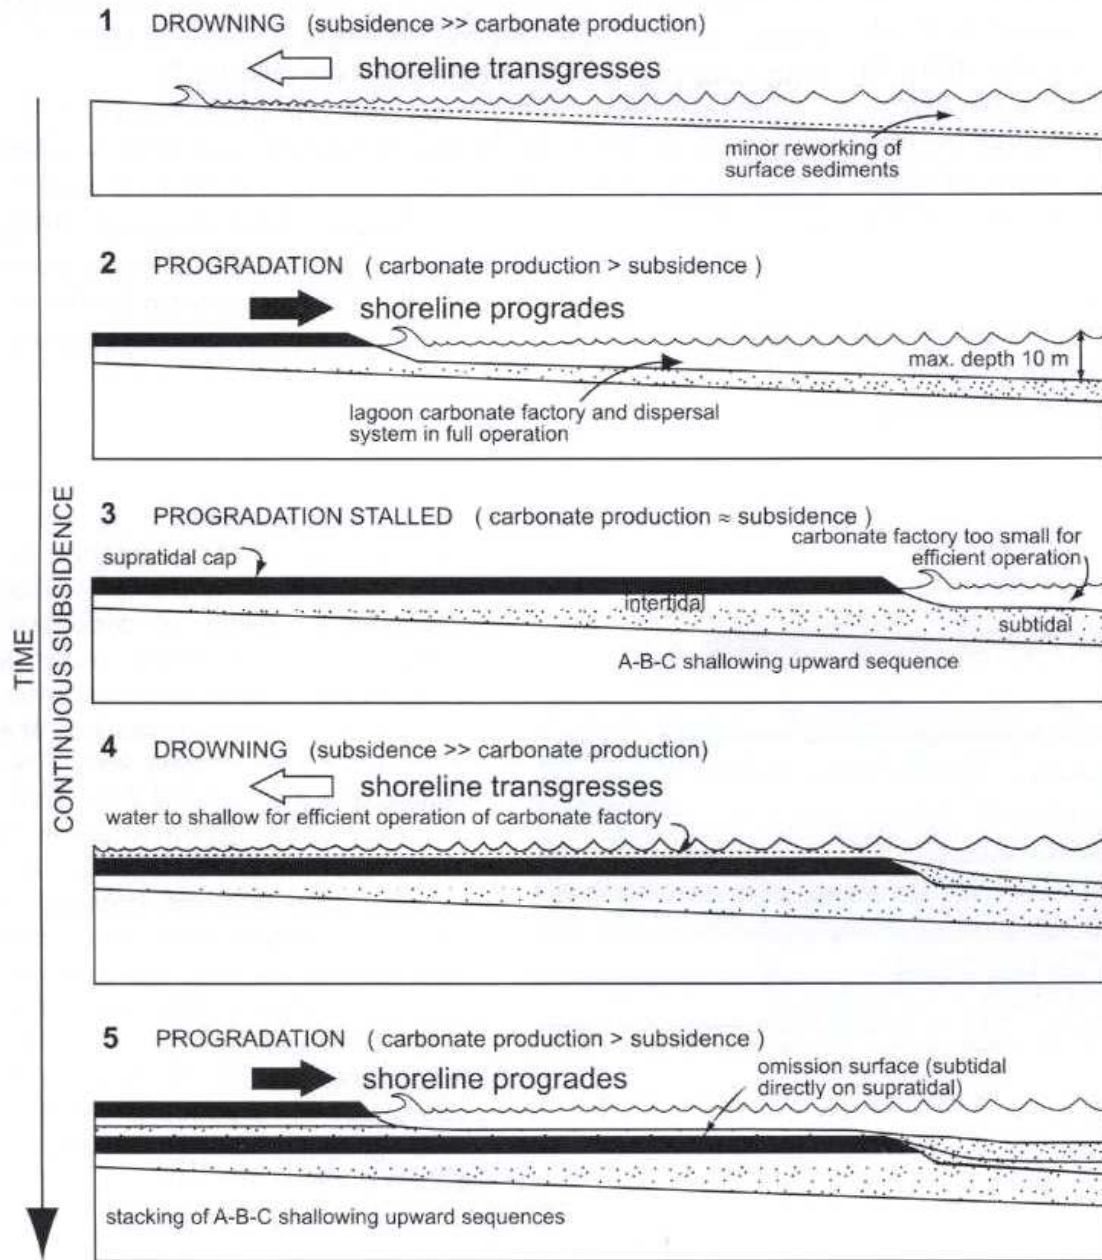 1 DROWNING (subsidence >> carbonate production)
shoreline transgresses
minor reworking of
surface sediments
2 PROGRADATION ( carbonate production > subsidence )
shoreline progrades
max. depth 10 m
lagoon carbonate factory and dispersal
system in full operation
3 PROGRADATION STALLED ( carbonate production ≈ subsidence )
carbonate factory too small for
efficient operation
supratidal cap
intertidal
subtidal
A-B-C shallowing upward sequence
4 DROWNING (subsidence >> carbonate production)
shoreline transgresses
water to shallow for efficient operation of carbonate factory
5 PROGRADATION ( carbonate production > subsidence )
shoreline progrades
omission surface (subtidal
directly on supratidal)
stacking of A-B-C shallowing upward sequences
TIME
CONTINUOUS SUBSIDENCE